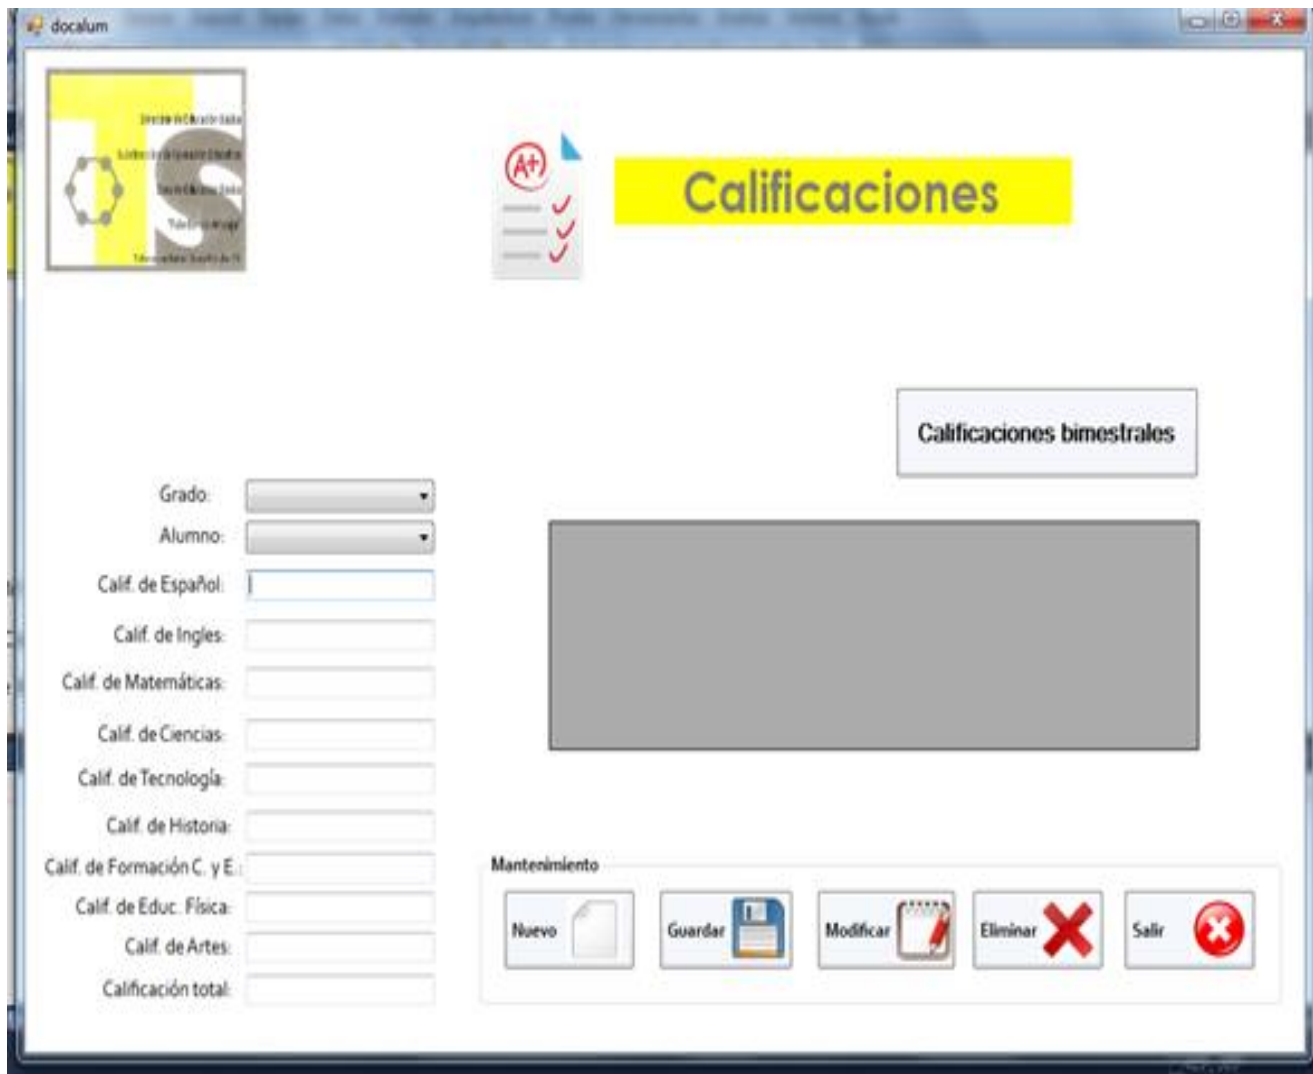 docalum
TS
A+
Calificaciones
Calificaciones bimestrales
Grado:
Alumno:
Calif. de Español:
Calif. de Ingles:
Calif. de Matemáticas:
Calif. de Ciencias:
Calif. de Tecnología:
Calif. de Historia:
Calif. de Formación C. y E.:
Calif. de Educ. Física:
Calif. de Artes:
Calificación total:
Mantenimiento
Nuevo
Guardar
Modificar
Eliminar
Salir